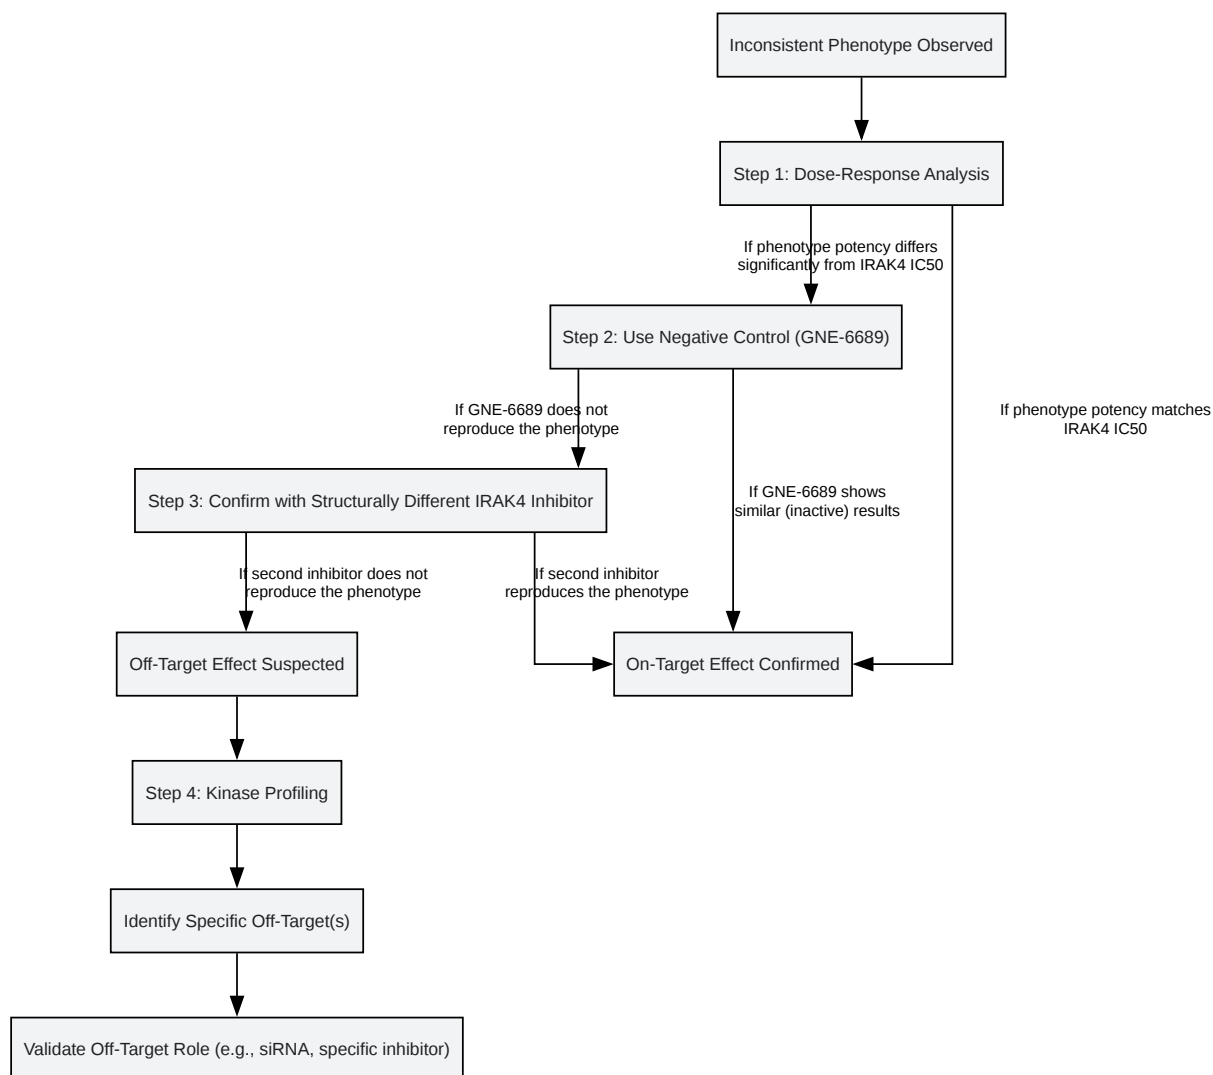 Inconsistent Phenotype Observed
Step 1: Dose-Response Analysis
If phenotype potency differs
significantly from IRAK4 IC50
Step 2: Use Negative Control (GNE-6689)
If GNE-6689 does not
reproduce the phenotype
If phenotype potency matches
IRAK4 IC50
Step 3: Confirm with Structurally Different IRAK4 Inhibitor
If GNE-6689 shows
similar (inactive) results
If second inhibitor does not
reproduce the phenotype
If second inhibitor
reproduces the phenotype
Off-Target Effect Suspected
On-Target Effect Confirmed
Step 4: Kinase Profiling
Identify Specific Off-Target(s)
Validate Off-Target Role (e.g., siRNA, specific inhibitor)